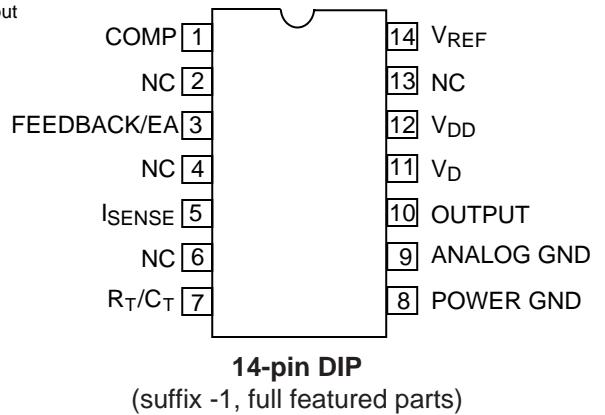 out
COMP 1 14 VREF
NC 2 13 NC
FEEDBACK/EA 3 12 VDD
NC 4 11 VD
ISENSE 5 10 OUTPUT
NC 6 9 ANALOG GND
RT/CT 7 8 POWER GND
14-pin DIP
(suffix -1, full featured parts)